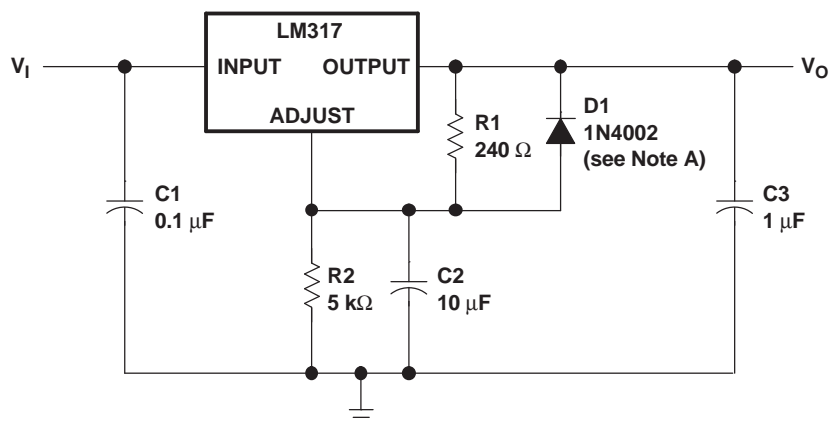 LM317
V_I
INPUT
OUTPUT
V_O
ADJUST
R1
240 Ω
D1
1N4002
(see Note A)
C1
0.1 μF
C3
1 μF
R2
5 kΩ
C2
10 μF